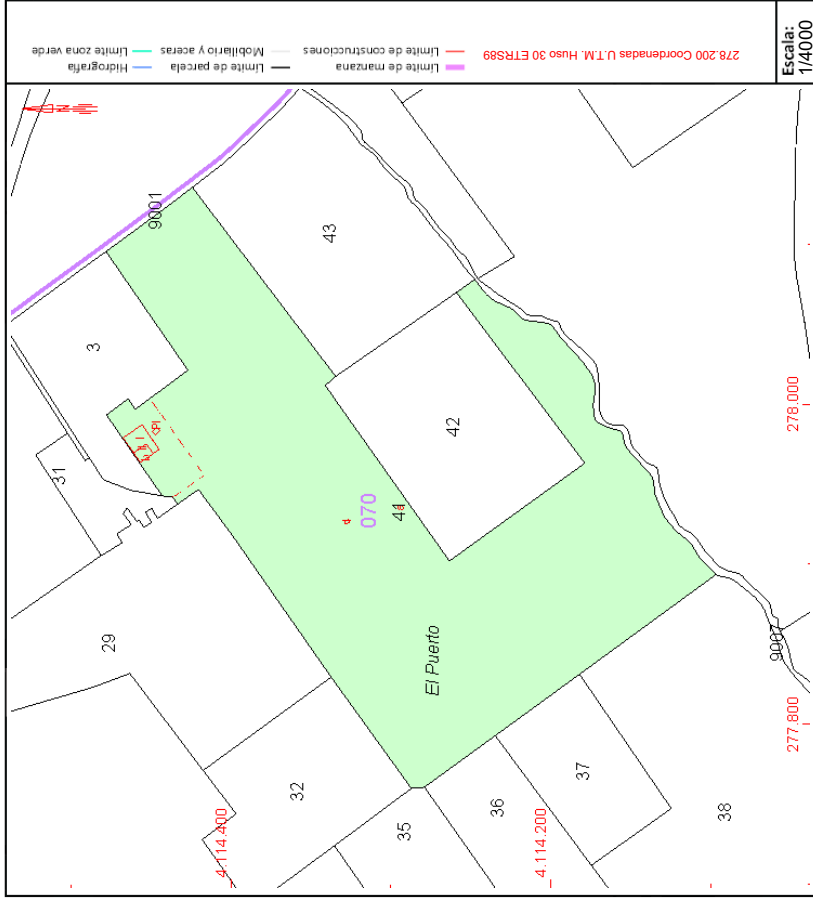 Límite de manzana
Límite de construcciones
Límite de parcela
Mobiliario y aceras
Hidrografía
Límite zona verde
278.200 Coordenadas U.T.M. Huso 30 ETRS89
Escala:
1/4000
9001
43
3
31
PI
I
42
070
41
29
El Puerto
32
35
36
37
38
900
4.114.400
4.114.200
278.000
277.800